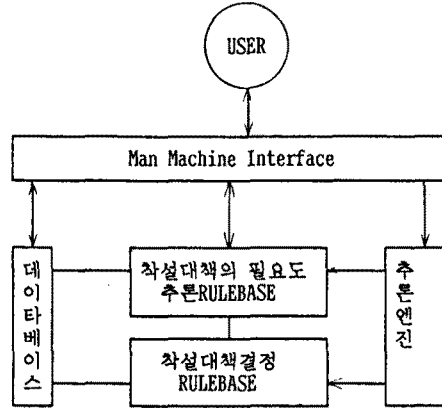 USER
Man Machine Interface
데이타베이스
착설대책의 필요도
추론RULEBASE
추론엔진
착설대책결정
RULEBASE